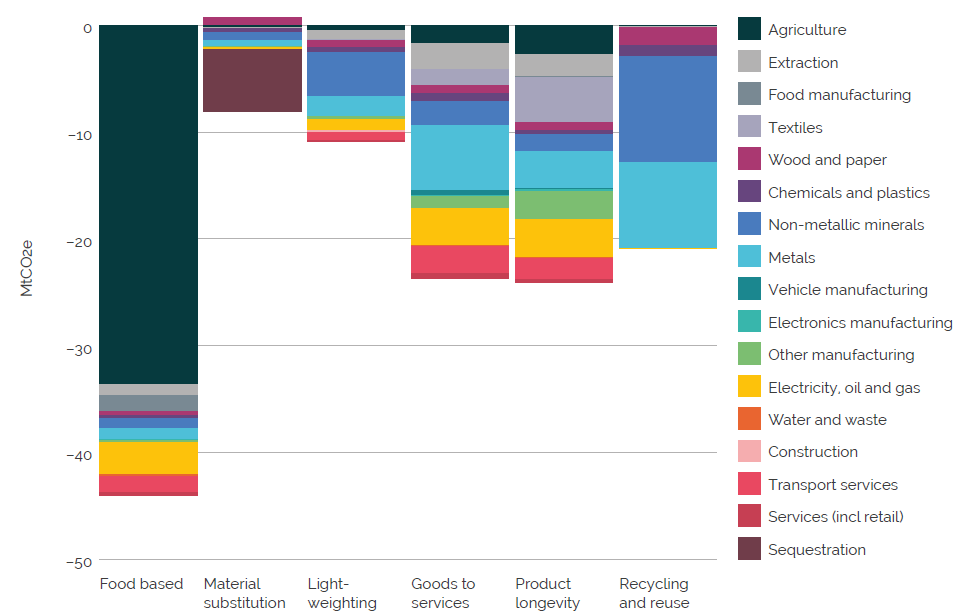 0
–10
–20
–30
–40
–50
MtCO2e
Food based
Material
substitution
Light-
weighting
Goods to
services
Product
longevity
Recycling
and reuse
Agriculture
Extraction
Food manufacturing
Textiles
Wood and paper
Chemicals and plastics
Non-metallic minerals
Metals
Vehicle manufacturing
Electronics manufacturing
Other manufacturing
Electricity, oil and gas
Water and waste
Construction
Transport services
Services (incl retail)
Sequestration